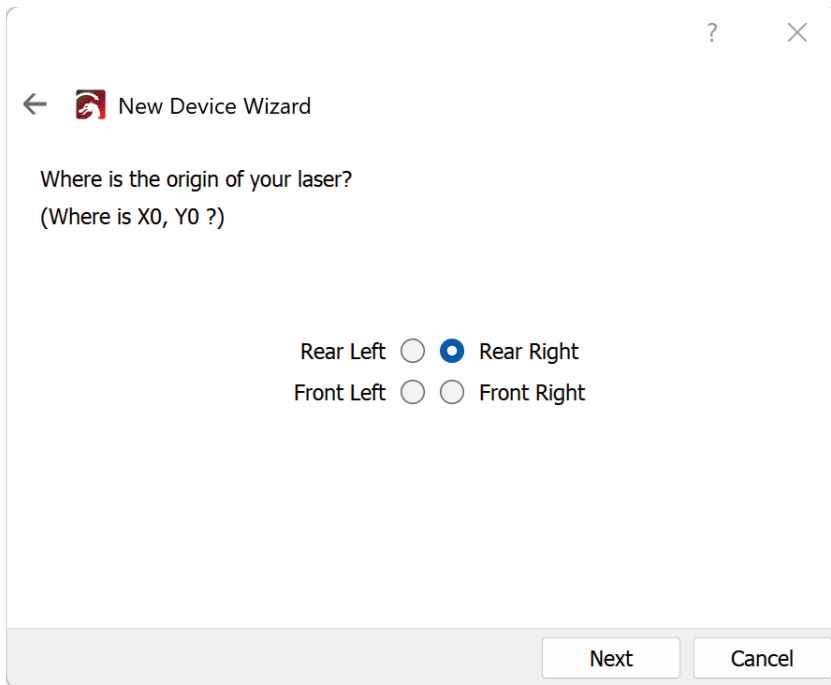 ?
New Device Wizard
Where is the origin of your laser?
(Where is X0, Y0 ?)
Rear Left Rear Right
Front Left Front Right
Next Cancel